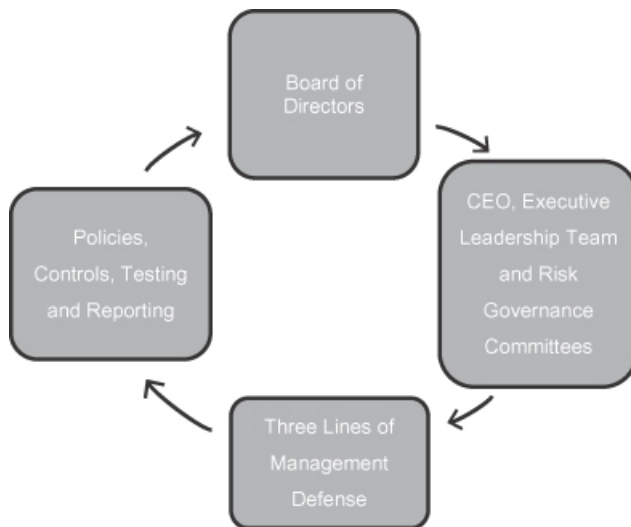 Board of
Directors
CEO, Executive
Leadership Team
and Risk
Governance
Committees
Three Lines of
Management
Defense
Policies,
Controls, Testing
and Reporting